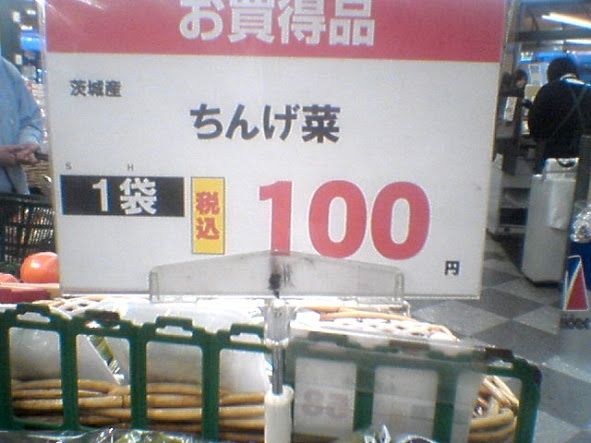 お買得品
茨城産
ちんげ菜
S H
1袋 税込 100 円